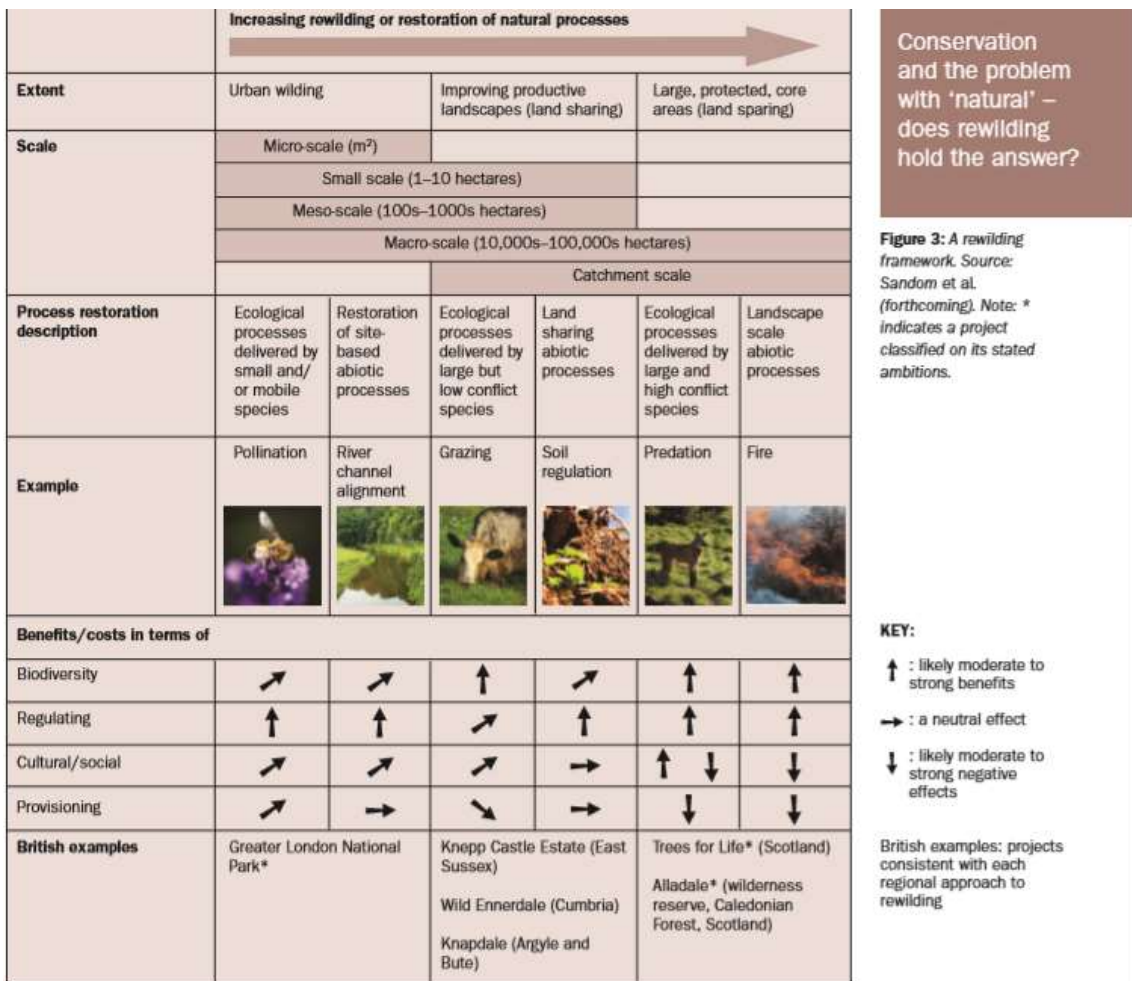 Increasing rewilding or restoration of natural processes
Extent
Urban wilding
Improving productive
landscapes (land sharing)
Large, protected, core
areas (land sparing)
Scale
Micro-scale (m²)
Small scale (1–10 hectares)
Meso-scale (100s–1000s hectares)
Macro-scale (10,000s–100,000s hectares)
Catchment scale
Process restoration
description
Ecological
processes
delivered by
small and/
or mobile
species
Restoration
of site-
based
abiotic
processes
Ecological
processes
delivered by
large but
low conflict
species
Land
sharing
abiotic
processes
Ecological
processes
delivered by
large and
high conflict
species
Landscape
scale
abiotic
processes
Example
Pollination
River
channel
alignment
Grazing
Soil
regulation
Predation
Fire
Benefits/costs in terms of
Biodiversity
Regulating
Cultural/social
Provisioning
British examples
Greater London National
Park*
Knepp Castle Estate (East
Sussex)
Wild Ennerdale (Cumbria)
Knapdale (Argyle and
Bute)
Trees for Life* (Scotland)
Alladale* (wilderness
reserve, Caledonian
Forest, Scotland)
Conservation
and the problem
with ‘natural’ –
does rewilding
hold the answer?
Figure 3: A rewilding
framework. Source:
Sandom et al.
(forthcoming). Note: *
indicates a project
classified on its stated
ambitions.
KEY:
: likely moderate to
strong benefits
: a neutral effect
: likely moderate to
strong negative
effects
British examples: projects
consistent with each
regional approach to
rewilding